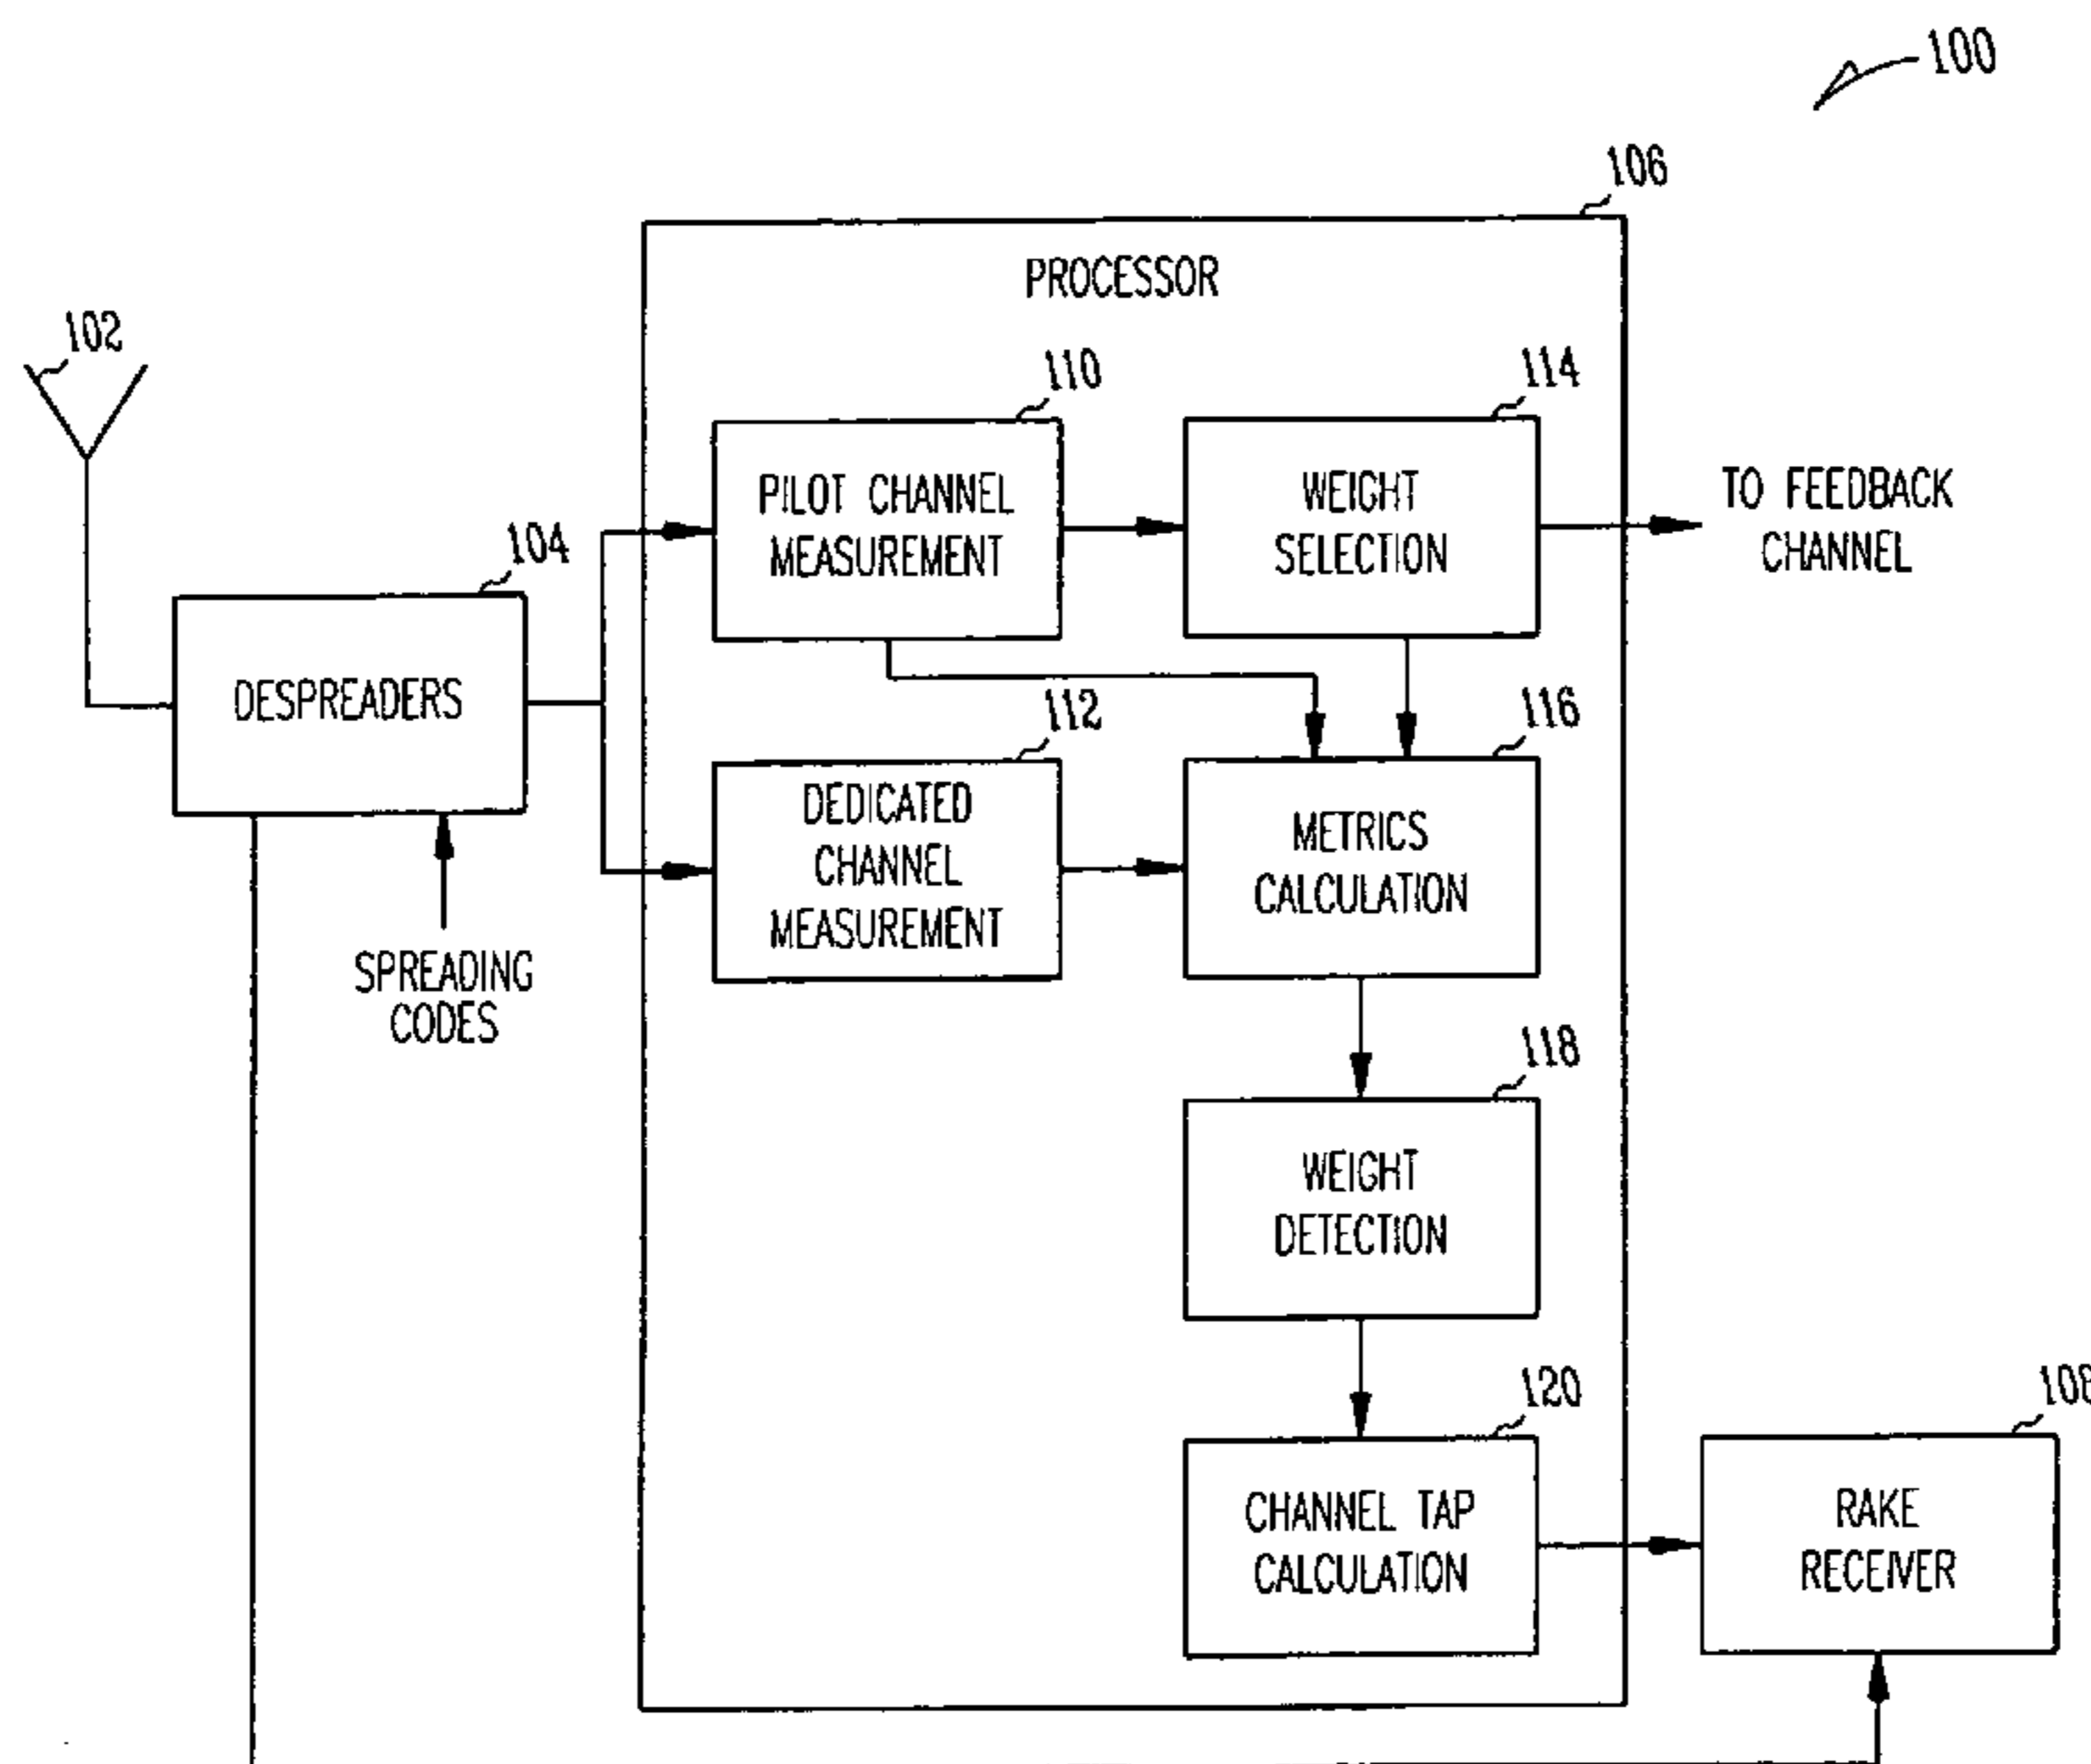 100
106
PROCESSOR
102
110
114
PILOT CHANNEL
MEASUREMENT
WEIGHT
SELECTION
TO FEEDBACK
CHANNEL
104
DESPREADERS
112
116
DEDICATED
CHANNEL
MEASUREMENT
METRICS
CALCULATION
SPREADING
CODES
118
WEIGHT
DETECTION
120
108
CHANNEL TAP
CALCULATION
RAKE
RECEIVER